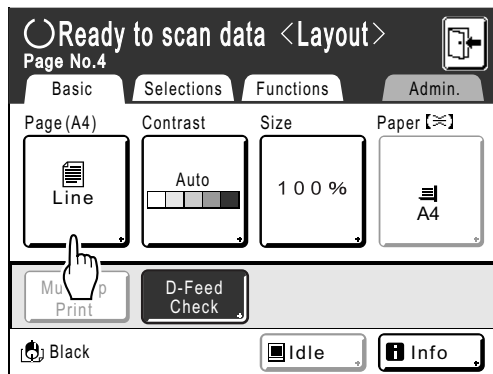 Ready to scan data <Layout>
Page No.4
Basic Selections Functions Admin.
Page(A4) Contrast Size Paper【※】
Line Auto 100% A4
D-Feed
Print Check
Black Idle Info